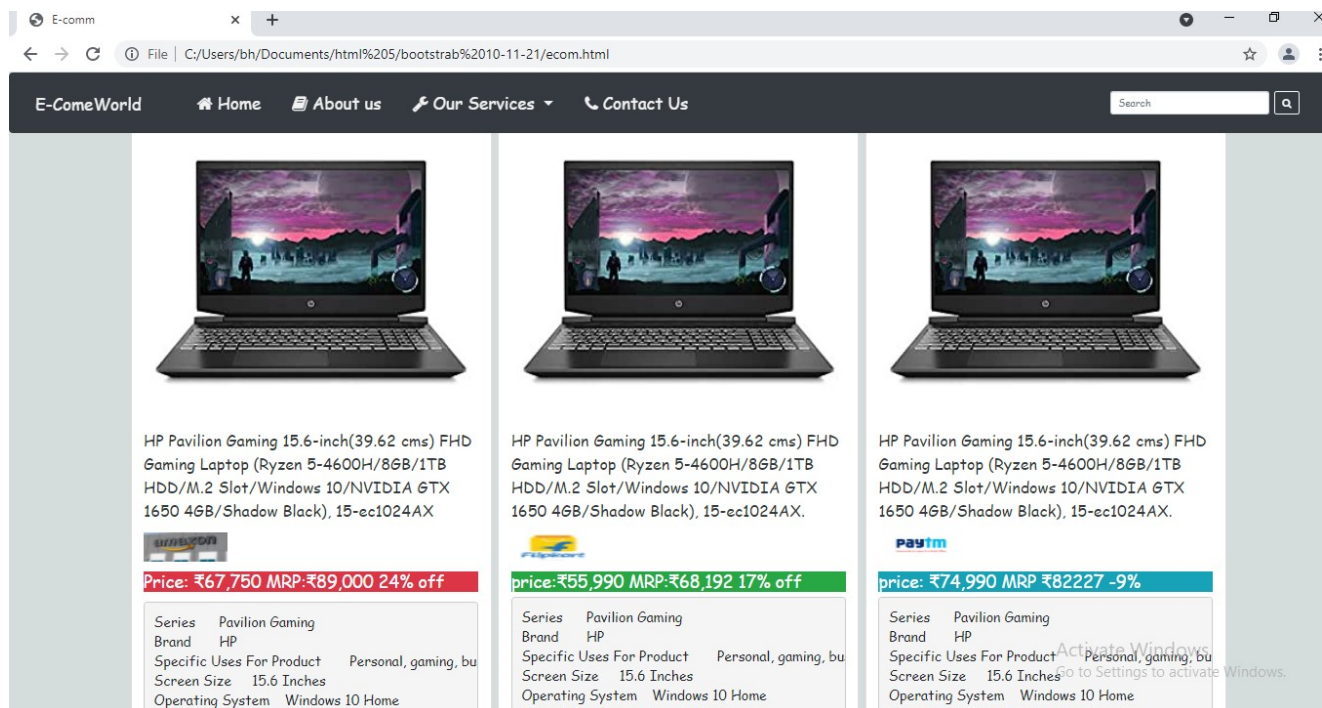 E-comm
File | C:/Users/bh/Documents/html%205/bootstrab%2010-11-21/ecom.html
E-ComeWorld Home About us Our Services Contact Us Search
HP Pavilion Gaming 15.6-inch(39.62 cms) FHD
Gaming Laptop (Ryzen 5-4600H/8GB/1TB
HDD/M.2 Slot/Windows 10/NVIDIA GTX
1650 4GB/Shadow Black), 15-ec1024AX
amazon
Price: ₹67,750 MRP:₹89,000 24% off
Series Pavilion Gaming
Brand HP
Specific Uses For Product Personal, gaming, bu
Screen Size 15.6 Inches
Operating System Windows 10 Home
HP Pavilion Gaming 15.6-inch(39.62 cms) FHD
Gaming Laptop (Ryzen 5-4600H/8GB/1TB
HDD/M.2 Slot/Windows 10/NVIDIA GTX
1650 4GB/Shadow Black), 15-ec1024AX.
Flipkart
price:₹55,990 MRP:₹68,192 17% off
Series Pavilion Gaming
Brand HP
Specific Uses For Product Personal, gaming, bu
Screen Size 15.6 Inches
Operating System Windows 10 Home
HP Pavilion Gaming 15.6-inch(39.62 cms) FHD
Gaming Laptop (Ryzen 5-4600H/8GB/1TB
HDD/M.2 Slot/Windows 10/NVIDIA GTX
1650 4GB/Shadow Black), 15-ec1024AX.
Paytm
price: ₹74,990 MRP ₹82227 -9%
Series Pavilion Gaming
Brand HP
Specific Uses For Product Personal, gaming, bu
Screen Size 15.6 Inches
Operating System Windows 10 Home
Activate Windows
Go to Settings to activate Windows.